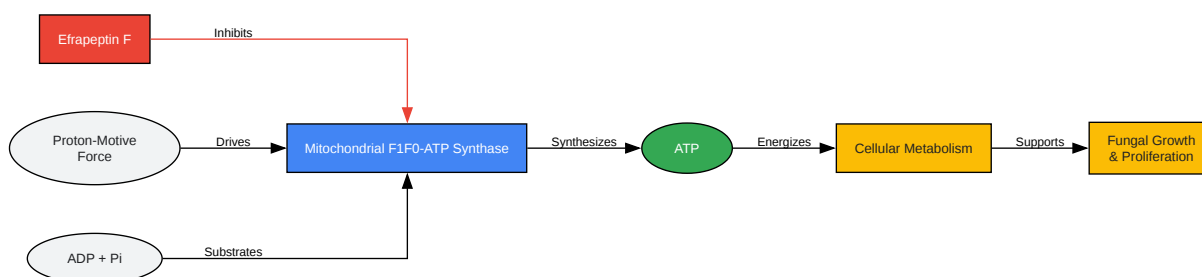 Efrapeptin F
Inhibits
Proton-Motive
Force
Drives
Mitochondrial F1F0-ATP Synthase
Synthesizes
ATP
Energizes
Cellular Metabolism
Supports
Fungal Growth
& Proliferation
ADP + Pi
Substrates